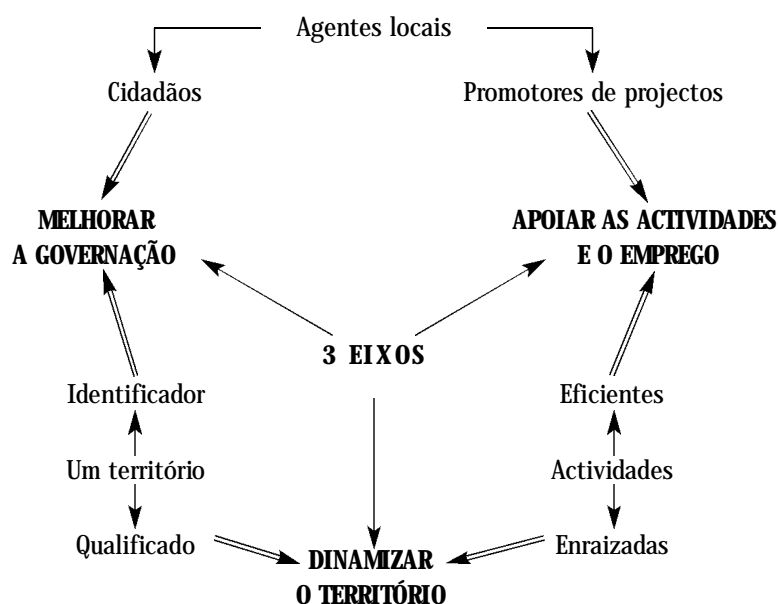 Agentes locais
Cidadãos
Promotores de projectos
MELHORAR
A GOVERNAÇÃO
APOIAR AS ACTIVIDADES
E O EMPREGO
3 EIXOS
Identificador
Eficientes
Um território
Actividades
Qualificado
Enraizadas
DINAMIZAR
O TERRITÓRIO